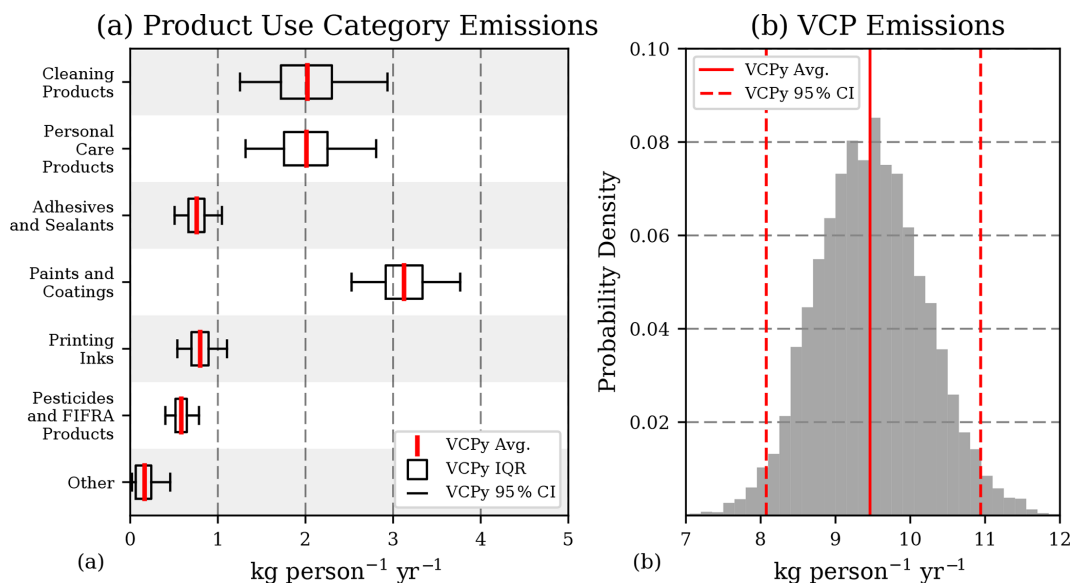 (a) Product Use Category Emissions
Cleaning
Products
Personal
Care
Products
Adhesives
and Sealants
Paints and
Coatings
Printing
Inks
Pesticides
and FIFRA
Products
Other
VCPy Avg.
VCPy IQR
VCPy 95% CI
0 1 2 3 4 5
kg person⁻¹ yr⁻¹
(a)
(b) VCP Emissions
VCPy Avg.
VCPy 95% CI
Probability Density
0.10
0.08
0.06
0.04
0.02
7 8 9 10 11 12
kg person⁻¹ yr⁻¹
(b)